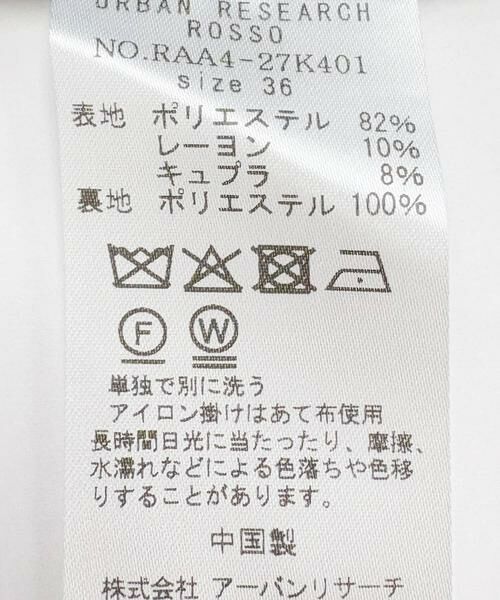 URBAN RESEARCH
ROSSO
NO.RAA4-27K401
size 36
表地 ポリエステル 82%
レーヨン 10%
キュプラ 8%
裏地 ポリエステル 100%
F W
単独で別に洗う
アイロン掛けはあて布使用
長時間日光に当たったり、摩擦、
水濡れなどによる色落ちや色移
りすることがあります。
中国製
株式会社 アーバンリサーチ